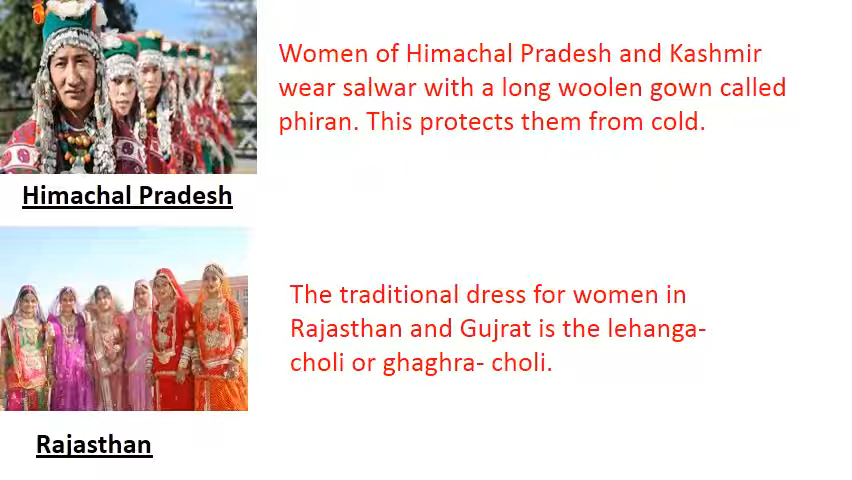 Women of Himachal Pradesh and Kashmir
wear salwar with a long woolen gown called
phiran. This protects them from cold.
Himachal Pradesh
The traditional dress for women in
Rajasthan and Gujrat is the lehanga-
choli or ghaghra- choli.
Rajasthan